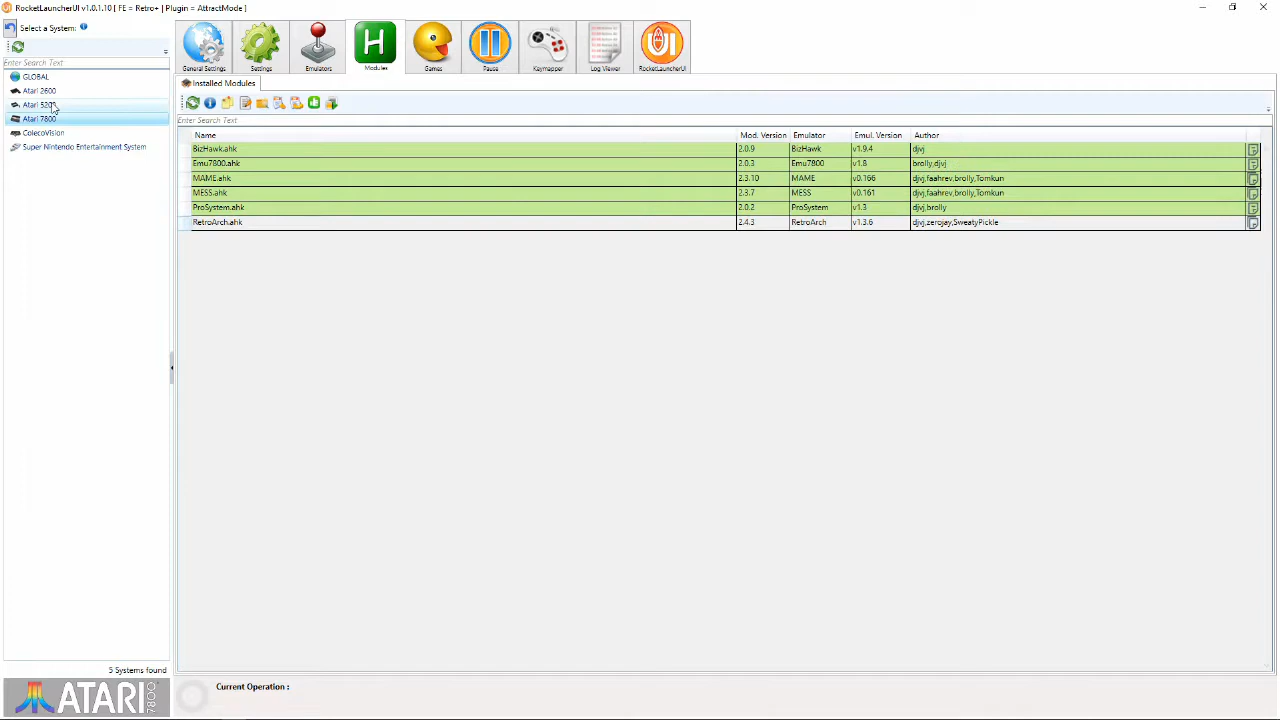 RocketLauncherUI v1.0.1.10 [ FE = Retro+ | Plugin = AttractMode ]
Select a System:
Enter Search Text
GLOBAL
Atari 2600
Atari 5200
Atari 7800
ColecoVision
Super Nintendo Entertainment System
5 Systems found
ATARI 7800
General Settings
Settings
Emulators
H
Modules
Games
Pause
Keymapper
Log Viewer
UI
RocketLauncherUI
Installed Modules
Enter Search Text
Name Mod. Version Emulator Emul. Version Author
BizHawk.ahk 2.0.9 BizHawk v1.9.4 djvj
Emu7800.ahk 2.0.3 Emu7800 v1.8 brolly,djvj
MAME.ahk 2.3.10 MAME v0.166 djvj,faahrev,brolly,Tomkun
MESS.ahk 2.3.7 MESS v0.161 djvj,faahrev,brolly,Tomkun
ProSystem.ahk 2.0.2 ProSystem v1.3 djvj,brolly
RetroArch.ahk 2.4.3 RetroArch v1.3.6 djvj,zerojay,SweatyPickle
Current Operation :